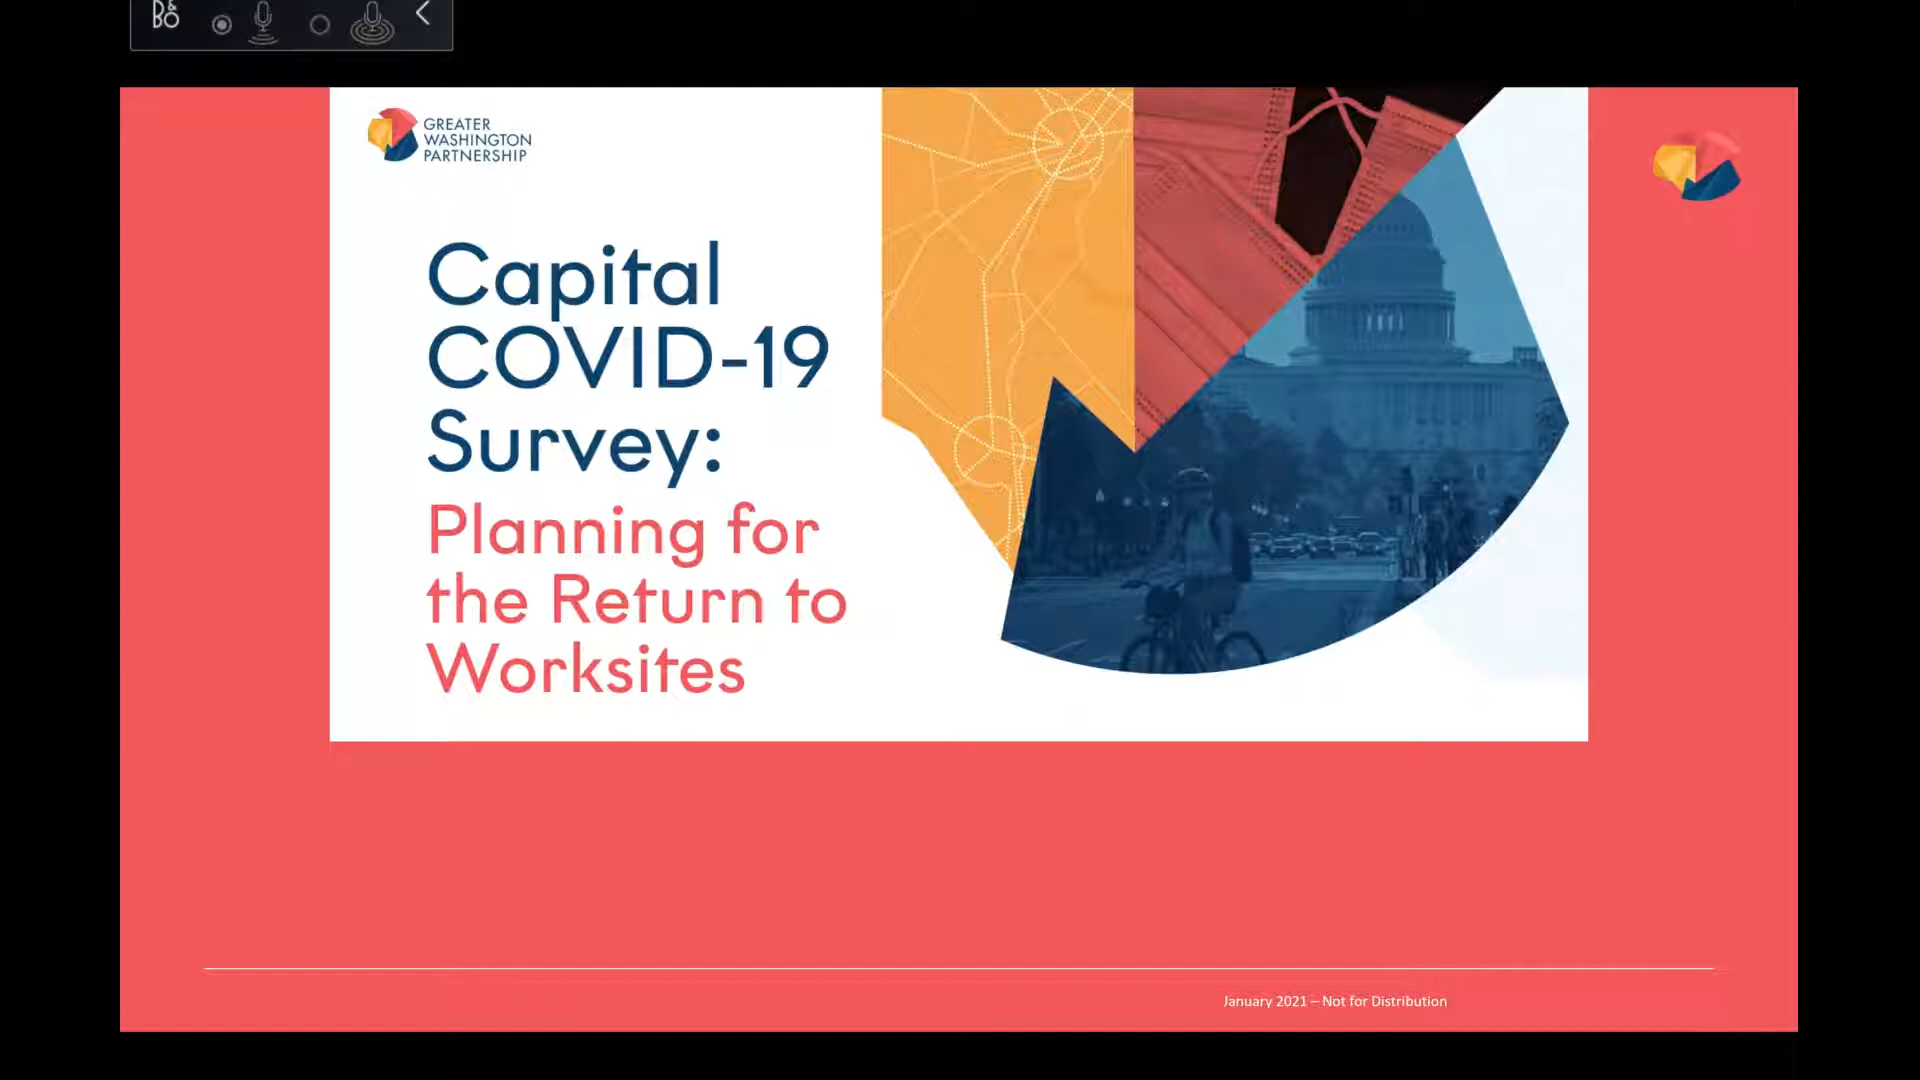 B&O
GREATER
WASHINGTON
PARTNERSHIP
Capital
COVID-19
Survey:
Planning for
the Return to
Worksites
January 2021 – Not for Distribution